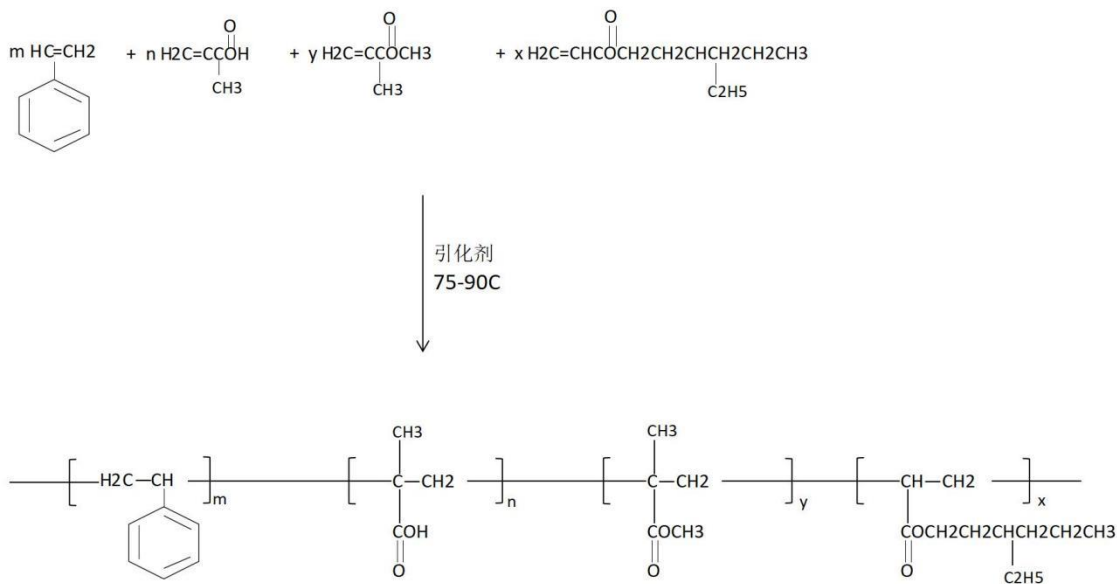 O O O
m HC=CH2 + n H2C=CCOH + y H2C=CCOCH3 + x H2C=CHCOCH2CH2CHCH2CH2CH3
CH3 CH3 C2H5
引化剂
75-90C
CH3 CH3
H2C—CH m C—CH2 n C—CH2 y CH—CH2 x
COH COCH3 COCH2CH2CHCH2CH2CH3
O O O C2H5